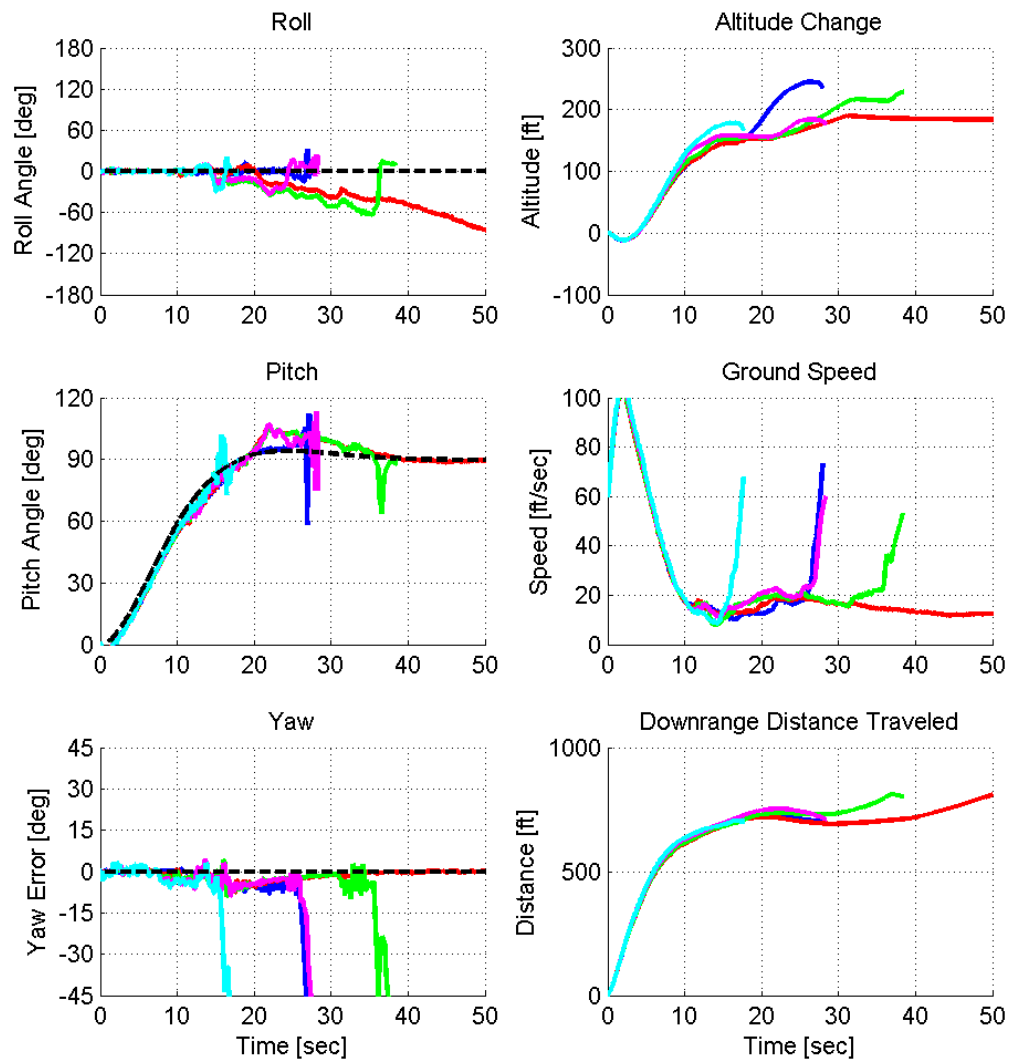 Roll
Roll Angle [deg]
180
120
60
0
-60
-120
-180
0 10 20 30 40 50
Altitude Change
Altitude [ft]
300
200
100
0
-100
0 10 20 30 40 50
Pitch
Pitch Angle [deg]
120
90
60
30
0
0 10 20 30 40 50
Ground Speed
Speed [ft/sec]
100
80
60
40
20
0
0 10 20 30 40 50
Yaw
Yaw Error [deg]
45
30
15
0
-15
-30
-45
0 10 20 30 40 50
Time [sec]
Downrange Distance Traveled
Distance [ft]
1000
500
0
0 10 20 30 40 50
Time [sec]